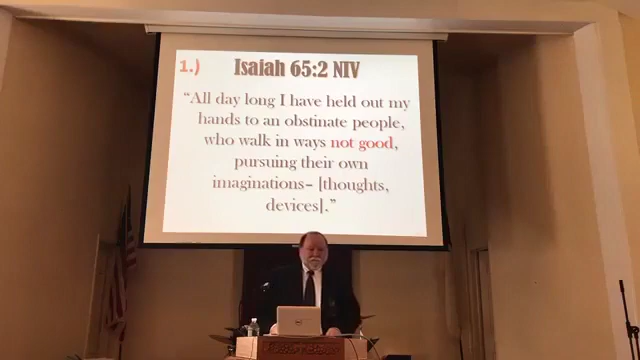 1.) Isaiah 65:2 NIV
“All day long I have held out my
hands to an obstinate people,
who walk in ways not good,
pursuing their own
imaginations– [thoughts,
devices].”